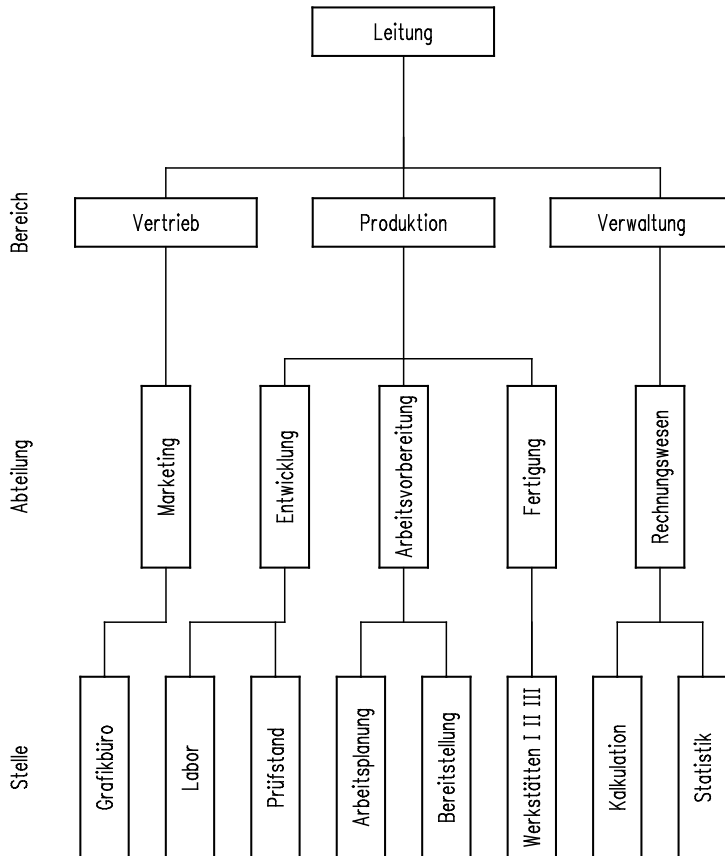 Leitung
Bereich
Vertrieb
Produktion
Verwaltung
Abteilung
Marketing
Entwicklung
Arbeitsvorbereitung
Fertigung
Rechnungswesen
Stelle
Grafikbüro
Labor
Prüfstand
Arbeitsplanung
Bereitstellung
Werkstätten I II III
Kalkulation
Statistik